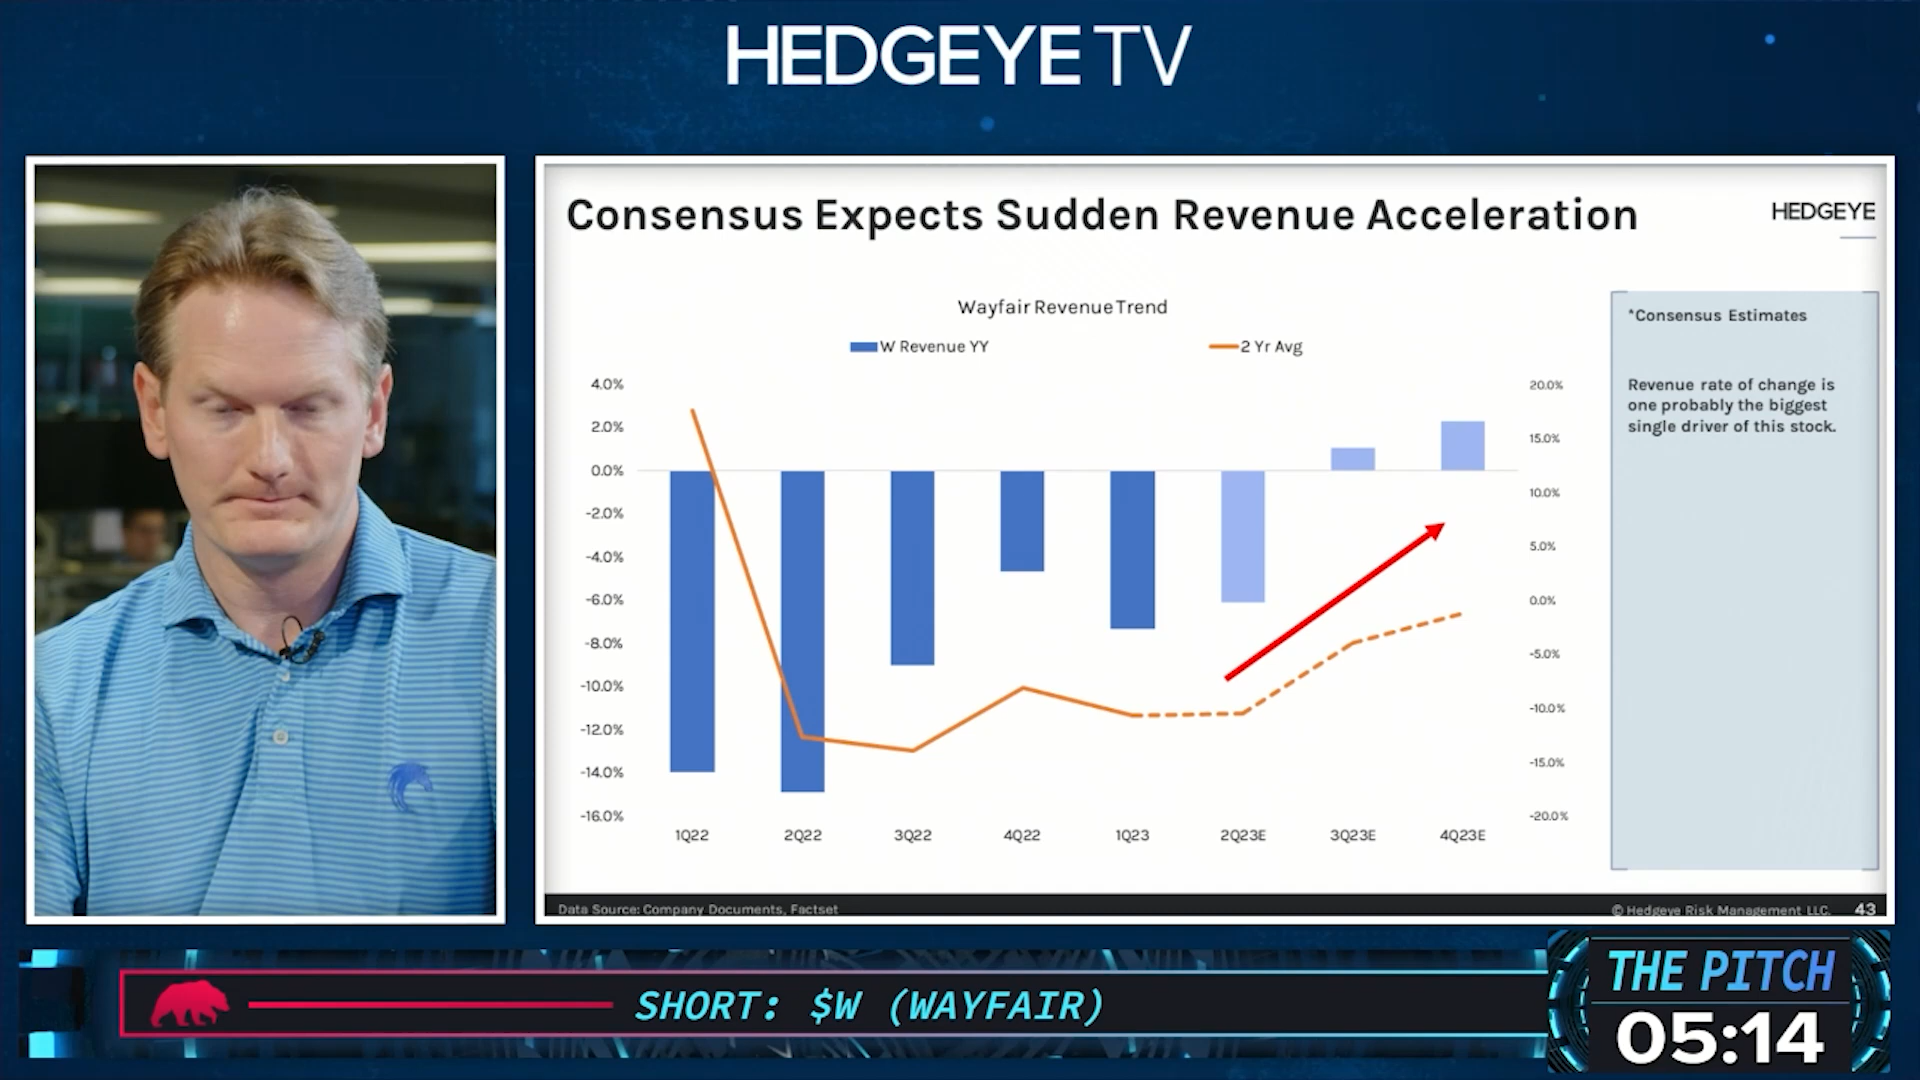 HEDGEYE TV
Consensus Expects Sudden Revenue Acceleration
HEDGEYE
Wayfair Revenue Trend
W Revenue YY
2 Yr Avg
4.0%
2.0%
0.0%
-2.0%
-4.0%
-6.0%
-8.0%
-10.0%
-12.0%
-14.0%
-16.0%
20.0%
15.0%
10.0%
5.0%
0.0%
-5.0%
-10.0%
-15.0%
-20.0%
1Q22 2Q22 3Q22 4Q22 1Q23 2Q23E 3Q23E 4Q23E
*Consensus Estimates
Revenue rate of change is
one probably the biggest
single driver of this stock.
Data Source: Company Documents, Factset
© Hedgeye Risk Management LLC. 43
SHORT: $W (WAYFAIR)
THE PITCH
05:14